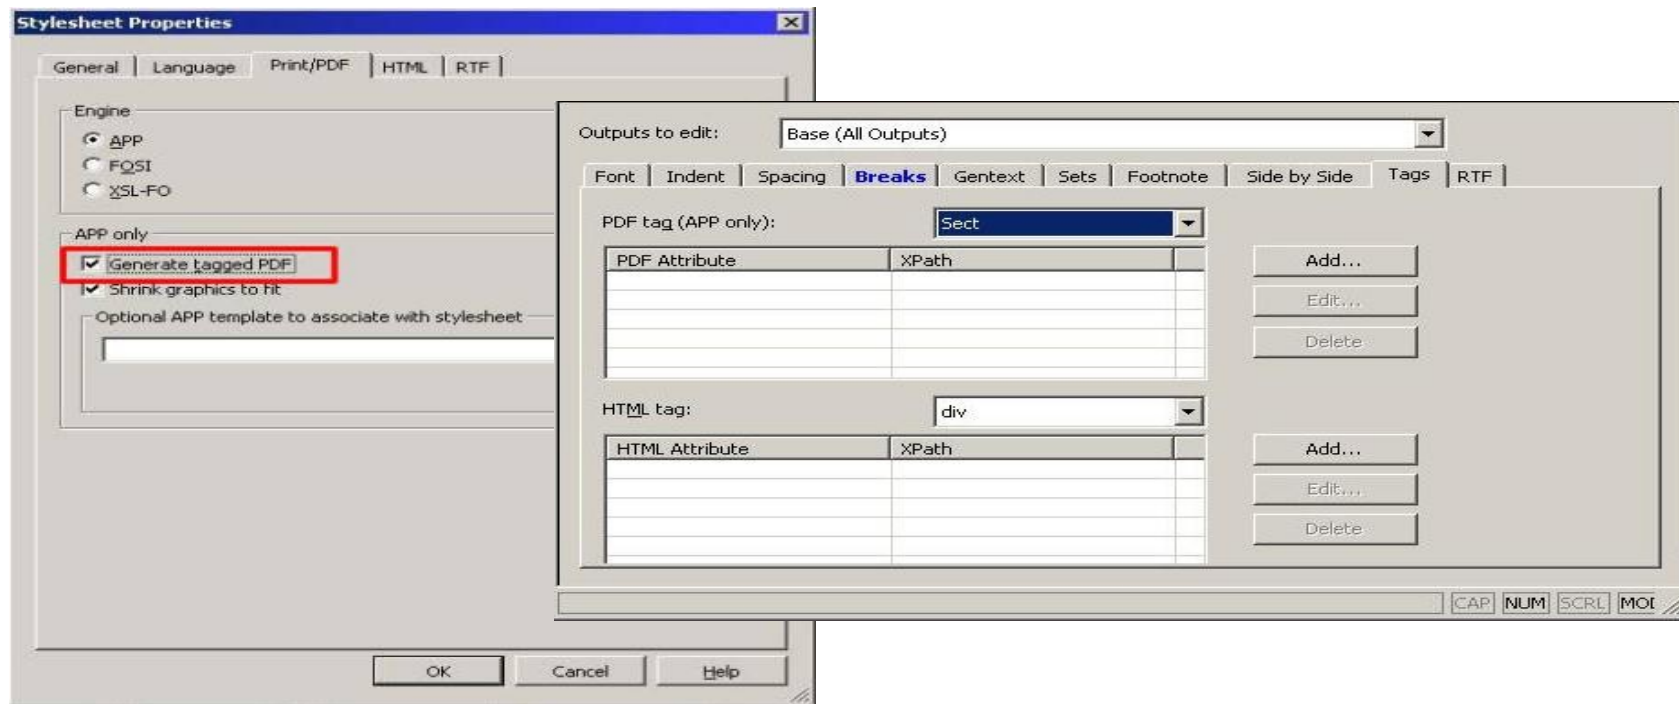 Stylesheet Properties
General Language Print/PDF HTML RTF
Engine
APP
FOSI
XSL-FO
APP only
Generate tagged PDF
Shrink graphics to fit
Optional APP template to associate with stylesheet
OK Cancel Help
Outputs to edit: Base (All Outputs)
Font Indent Spacing Breaks Gentext Sets Footnote Side by Side Tags RTF
PDF tag (APP only): Sect
PDF Attribute XPath
Add...
Edit...
Delete
HTML tag: div
HTML Attribute XPath
Add...
Edit...
Delete
CAP NUM SCRL MOD